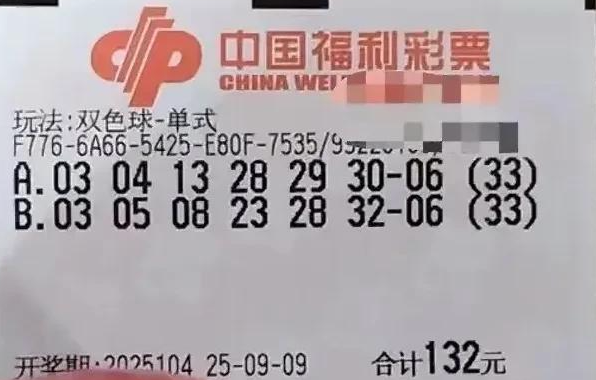 中国福利彩票
CHINA WEL
玩法:双色球-单式
F776-6A66-5425-E80F-7535/
A.03 04 13 28 29 30-06 (33)
B.03 05 08 23 28 32-06 (33)
开奖期:2025104 25-09-09 合计132元